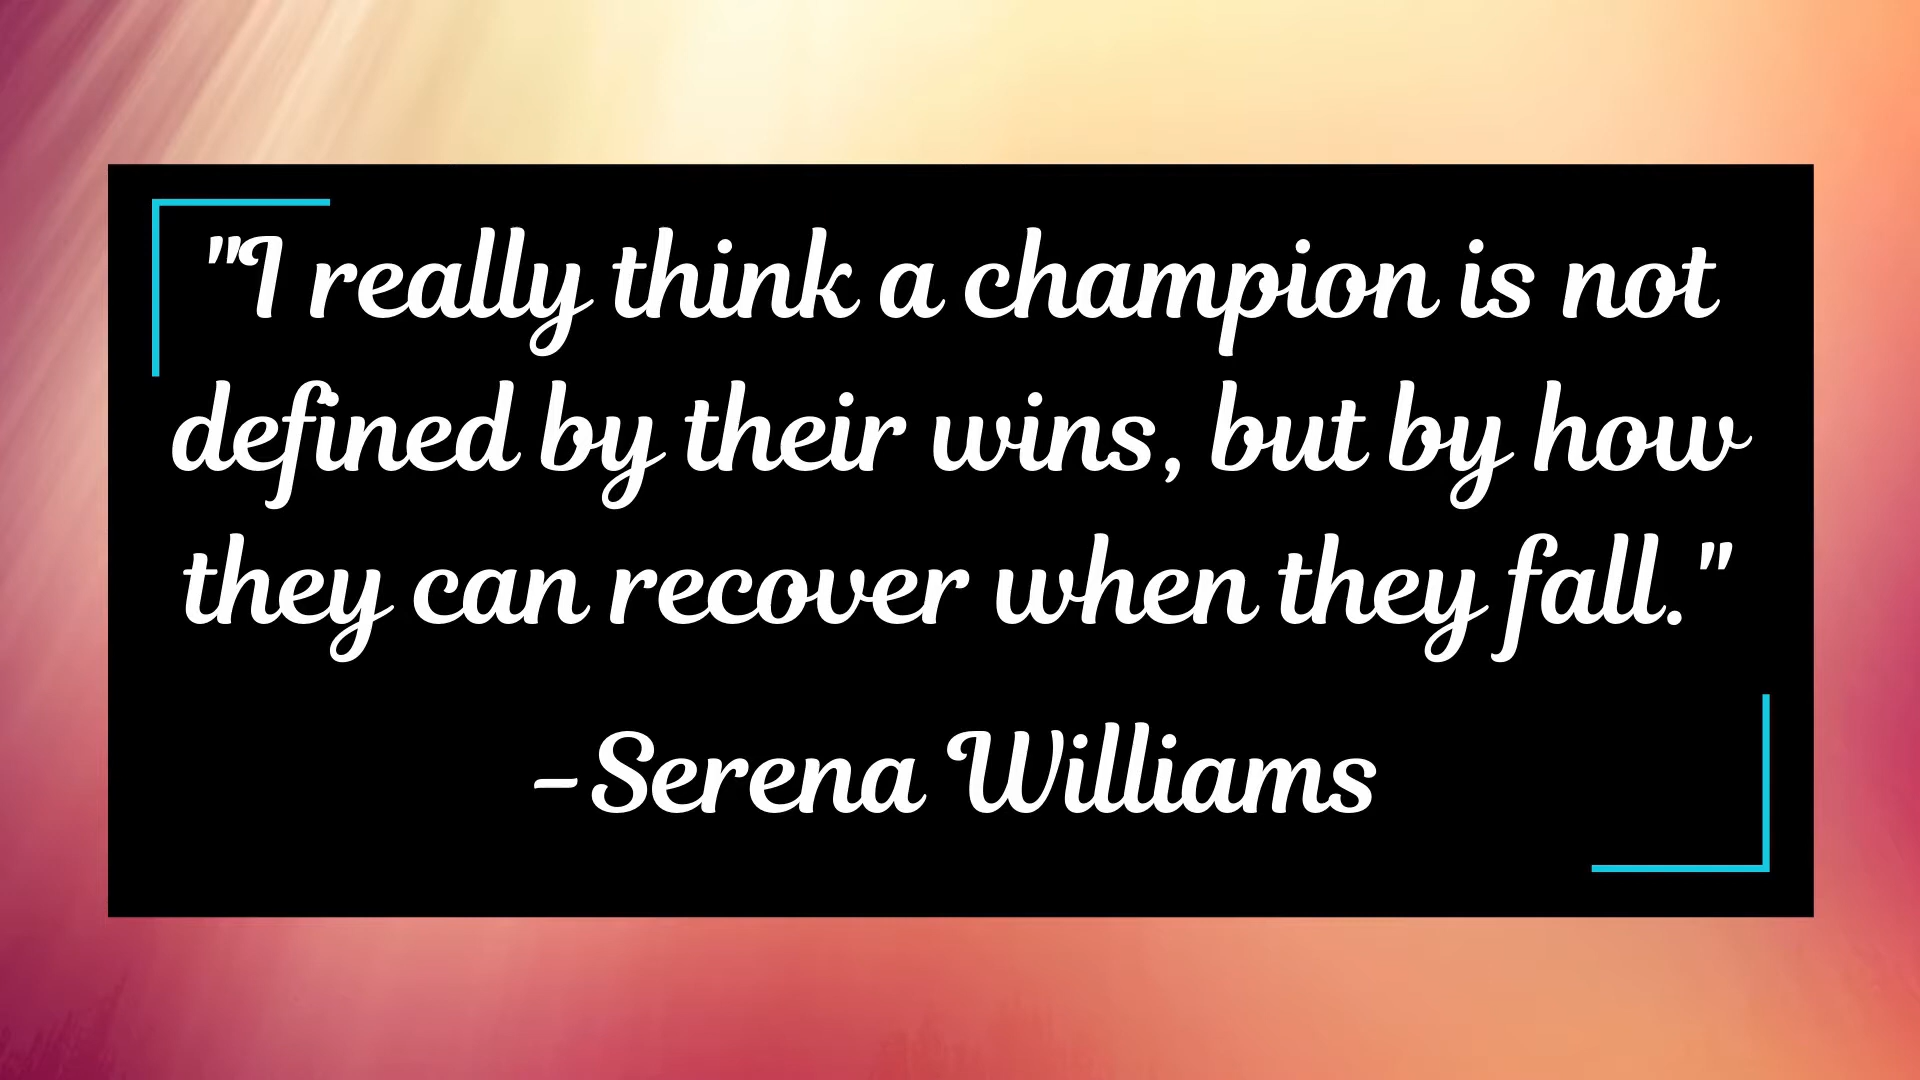 "I really think a champion is not
defined by their wins, but by how
they can recover when they fall."
-Serena Williams